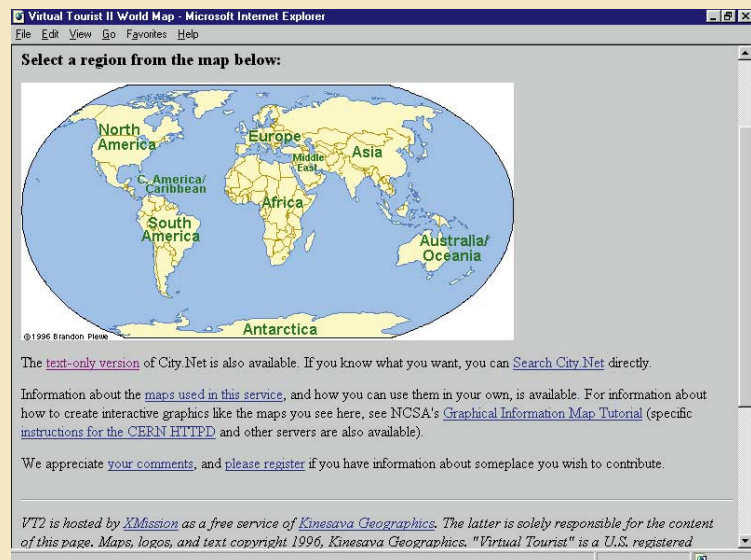 Virtual Tourist II World Map - Microsoft Internet Explorer
File Edit View Go Favorites Help
Select a region from the map below:
North
America
Europe
Asia
Middle
East
C. America/
Caribbean
Africa
South
America
Australia/
Oceania
Antarctica
©1996 Brandon Plewe
The text-only version of City.Net is also available. If you know what you want, you can Search City.Net directly.
Information about the maps used in this service, and how you can use them in your own, is available. For information about
how to create interactive graphics like the maps you see here, see NCSA's Graphical Information Map Tutorial (specific
instructions for the CERN HTTPD and other servers are also available).
We appreciate your comments, and please register if you have information about someplace you wish to contribute.
VT2 is hosted by XMission as a free service of Kinesava Geographics. The latter is solely responsible for the content
of this page. Maps, logos, and text copyright 1996, Kinesava Geographics. "Virtual Tourist" is a U.S. registered